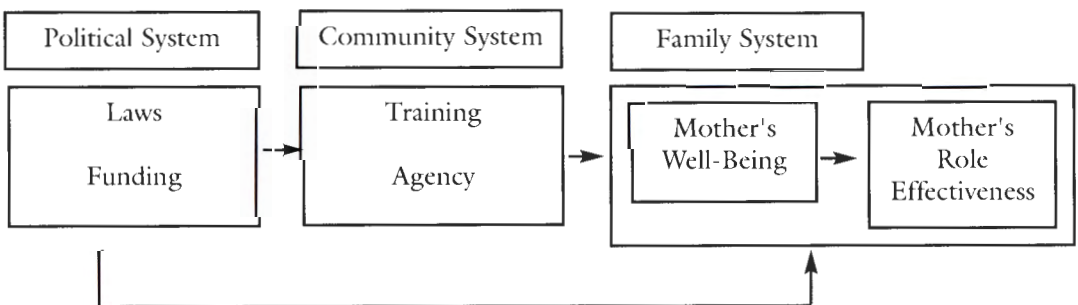 Political System
Community System
Family System
Laws
Funding
Training
Agency
Mother's
Well-Being
Mother's
Role
Effectiveness